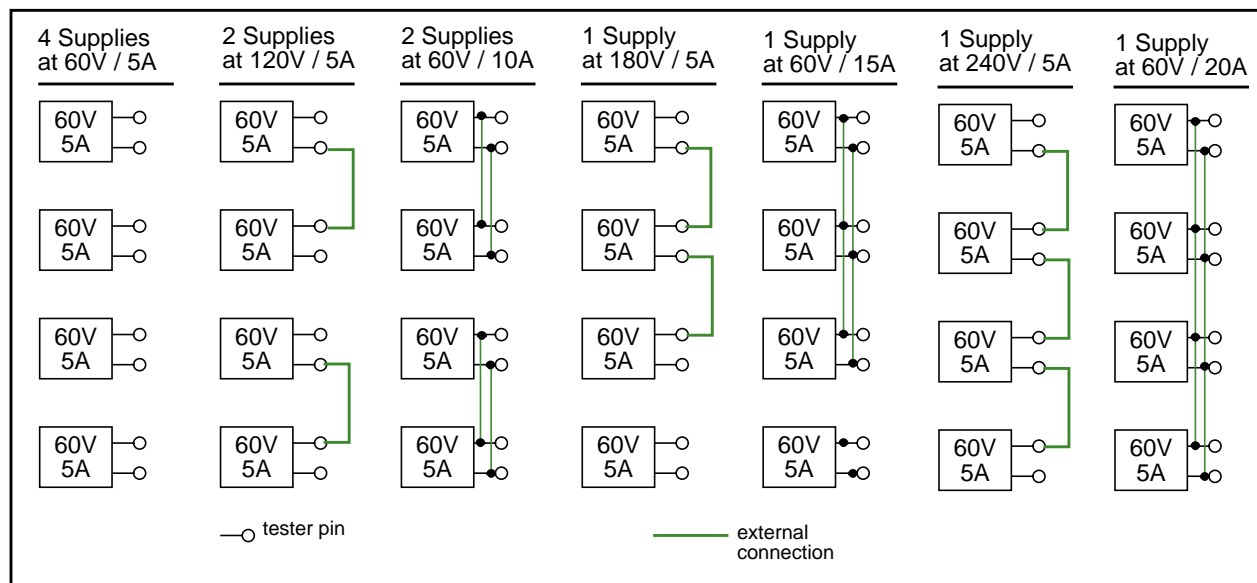 4 Supplies
at 60V / 5A
2 Supplies
at 120V / 5A
2 Supplies
at 60V / 10A
1 Supply
at 180V / 5A
1 Supply
at 60V / 15A
1 Supply
at 240V / 5A
1 Supply
at 60V / 20A
60V
5A
60V
5A
60V
5A
60V
5A
60V
5A
60V
5A
60V
5A
60V
5A
60V
5A
60V
5A
60V
5A
60V
5A
60V
5A
60V
5A
60V
5A
60V
5A
60V
5A
60V
5A
60V
5A
60V
5A
60V
5A
60V
5A
60V
5A
60V
5A
60V
5A
60V
5A
60V
5A
60V
5A
tester pin
external
connection